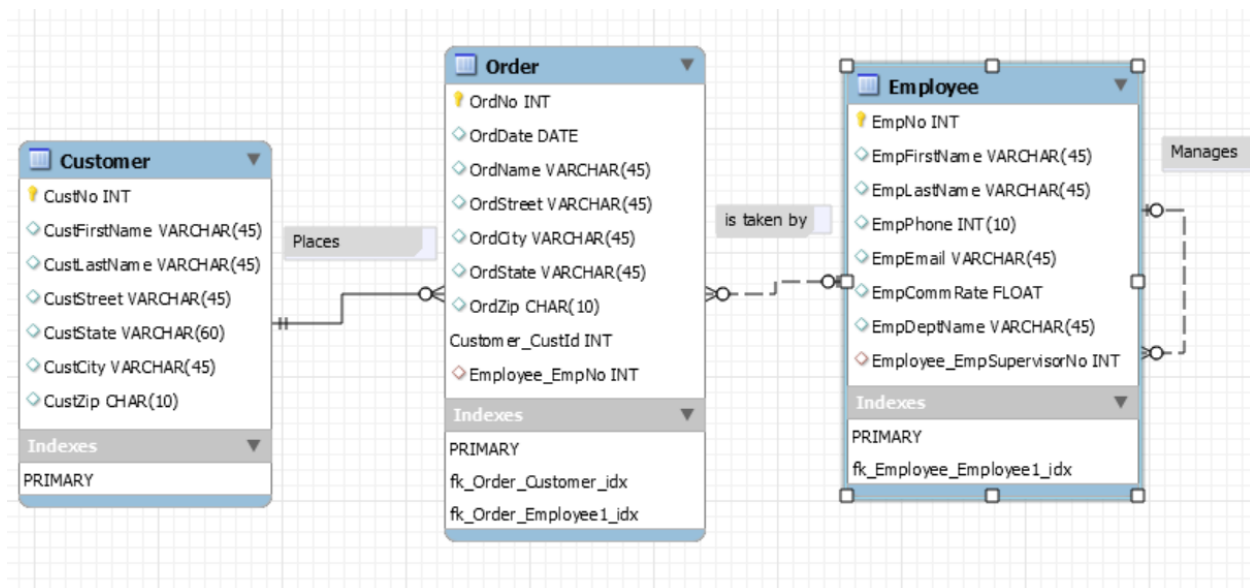 Customer
CustNo INT
CustFirstName VARCHAR(45)
CustLastName VARCHAR(45)
CustStreet VARCHAR(45)
CustState VARCHAR(60)
CustCity VARCHAR(45)
CustZip CHAR(10)
Indexes
PRIMARY
Places
Order
OrdNo INT
OrdDate DATE
OrdName VARCHAR(45)
OrdStreet VARCHAR(45)
OrdCity VARCHAR(45)
OrdState VARCHAR(45)
OrdZip CHAR(10)
Customer_CustId INT
Employee_EmpNo INT
Indexes
PRIMARY
fk_Order_Customer_idx
fk_Order_Employee1_idx
is taken by
Employee
EmpNo INT
EmpFirstName VARCHAR(45)
EmpLastName VARCHAR(45)
EmpPhone INT(10)
EmpEmail VARCHAR(45)
EmpCommRate FLOAT
EmpDeptName VARCHAR(45)
Employee_EmpSupervisorNo INT
Indexes
PRIMARY
fk_Employee_Employee1_idx
Manages